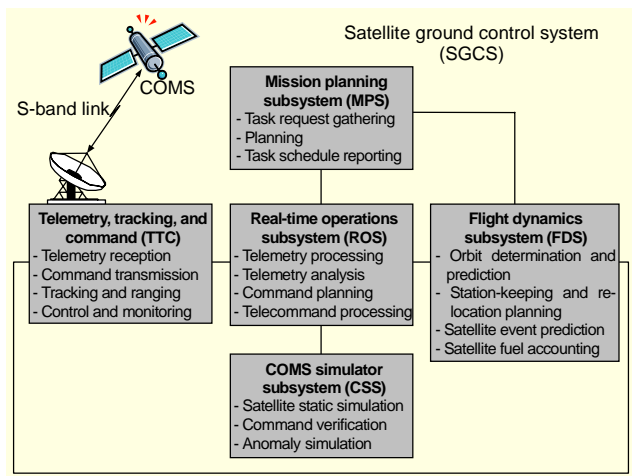 Satellite ground control system
(SGCS)
COMS
S-band link
Mission planning
subsystem (MPS)
- Task request gathering
- Planning
- Task schedule reporting
Telemetry, tracking, and
command (TTC)
- Telemetry reception
- Command transmission
- Tracking and ranging
- Control and monitoring
Real-time operations
subsystem (ROS)
- Telemetry processing
- Telemetry analysis
- Command planning
- Telecommand processing
Flight dynamics
subsystem (FDS)
- Orbit determination and
prediction
- Station-keeping and re-
location planning
- Satellite event prediction
- Satellite fuel accounting
COMS simulator
subsystem (CSS)
- Satellite static simulation
- Command verification
- Anomaly simulation